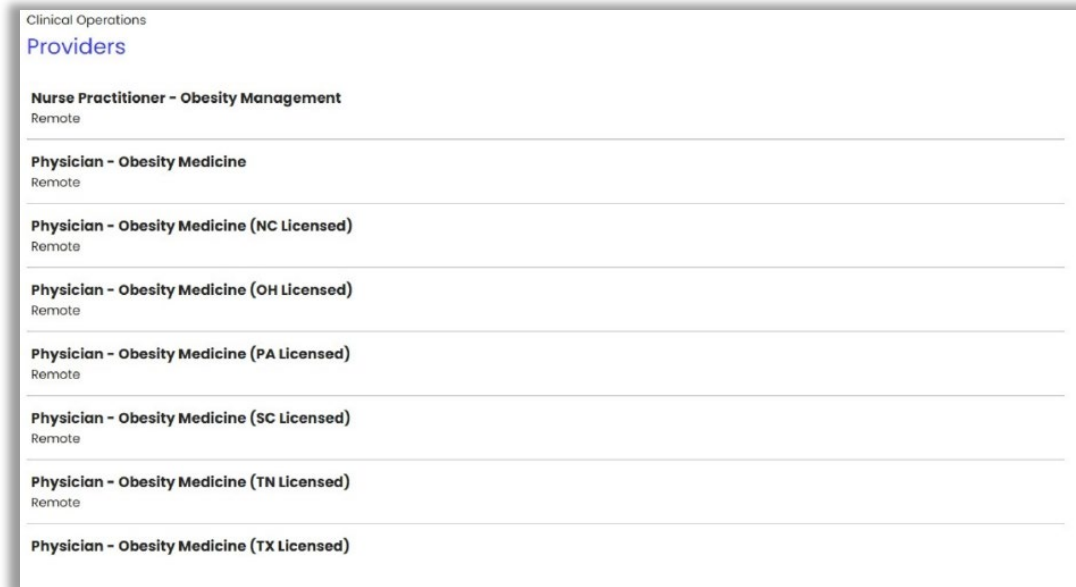 Clinical Operations
Providers
Nurse Practitioner - Obesity Management
Remote
Physician - Obesity Medicine
Remote
Physician - Obesity Medicine (NC Licensed)
Remote
Physician - Obesity Medicine (OH Licensed)
Remote
Physician - Obesity Medicine (PA Licensed)
Remote
Physician - Obesity Medicine (SC Licensed)
Remote
Physician - Obesity Medicine (TN Licensed)
Remote
Physician - Obesity Medicine (TX Licensed)